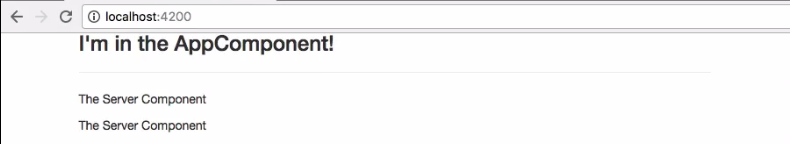 localhost:4200
I'm in the AppComponent!
The Server Component
The Server Component